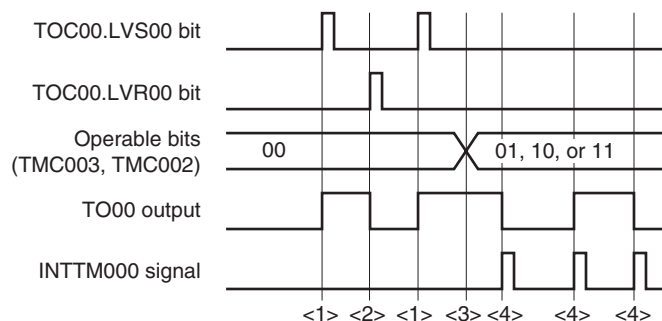 TOC00.LVS00 bit
TOC00.LVR00 bit
Operable bits
(TMC003, TMC002)
00
01, 10, or 11
TO00 output
INTTM000 signal
<1> <2> <1> <3> <4> <4> <4>